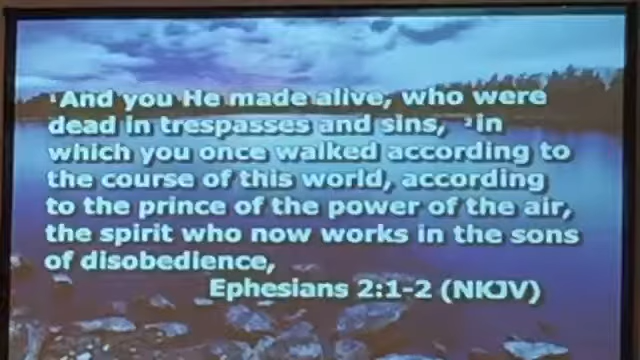 ¹And you He made alive, who were
dead in trespasses and sins, ²in
which you once walked according to
the course of this world, according
to the prince of the power of the air,
the spirit who now works in the sons
of disobedience,
Ephesians 2:1-2 (NKJV)